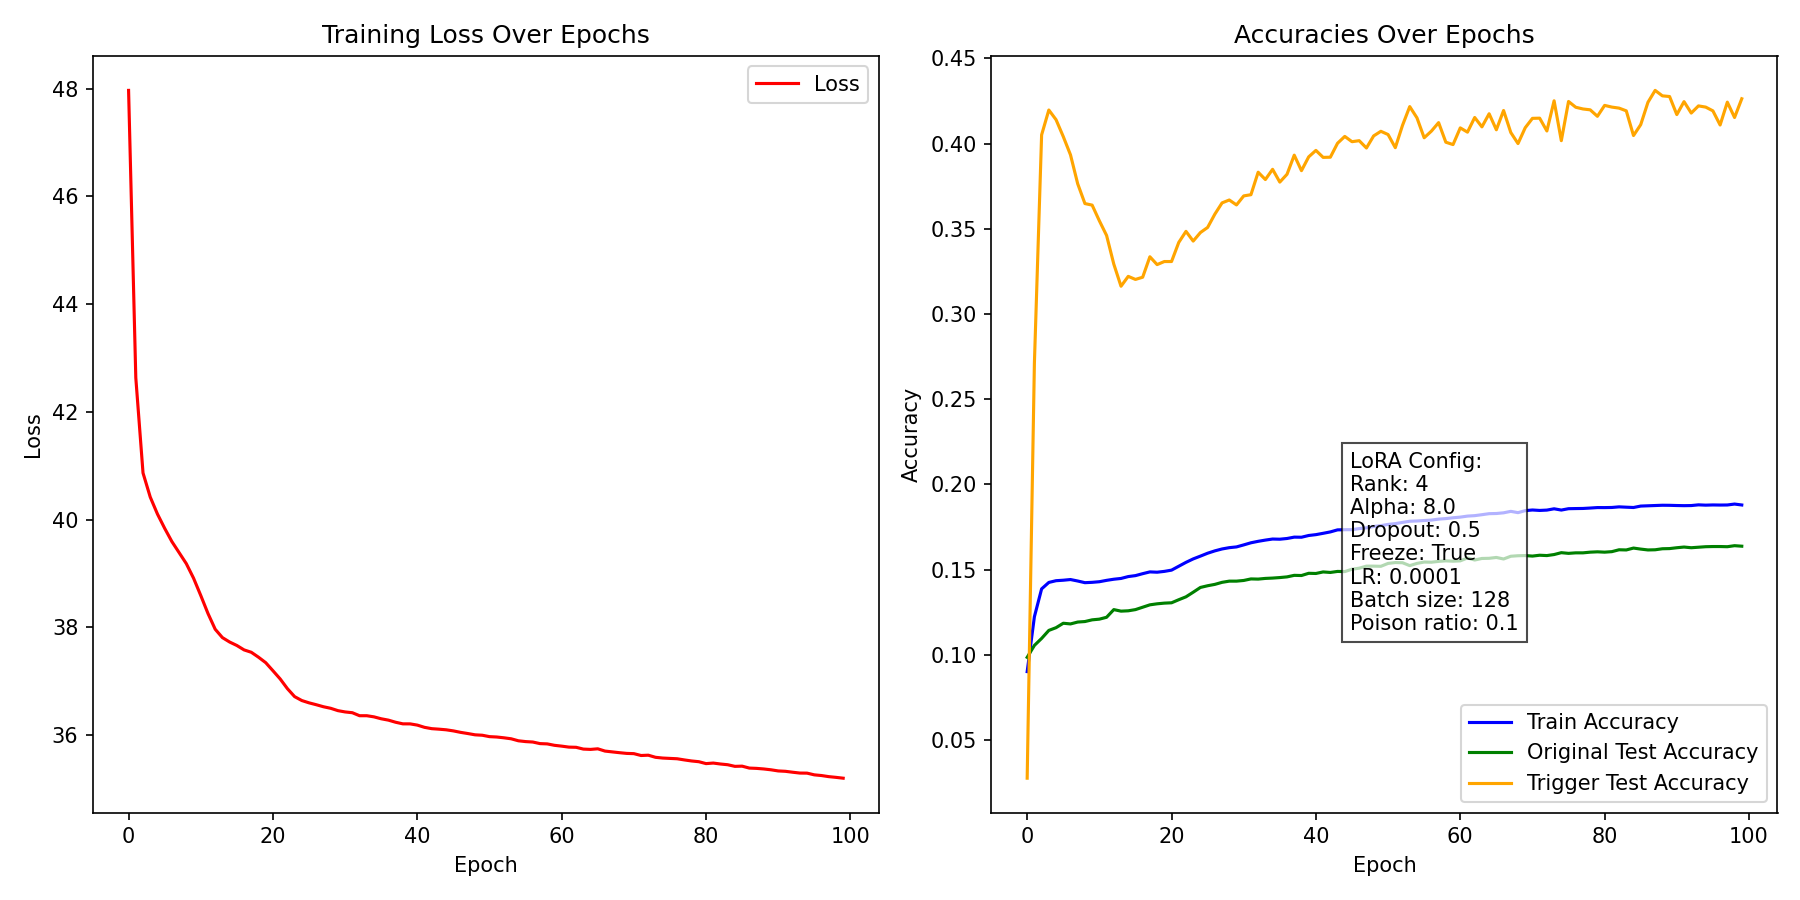 Training Loss Over Epochs
Loss
48
46
44
42
40
38
36
Loss
0
20
40
60
80
100
Epoch
Accuracies Over Epochs
0.45
0.40
0.35
0.30
0.25
0.20
0.15
0.10
0.05
Accuracy
LoRA Config:
Rank: 4
Alpha: 8.0
Dropout: 0.5
Freeze: True
LR: 0.0001
Batch size: 128
Poison ratio: 0.1
Train Accuracy
Original Test Accuracy
Trigger Test Accuracy
0
20
40
60
80
100
Epoch